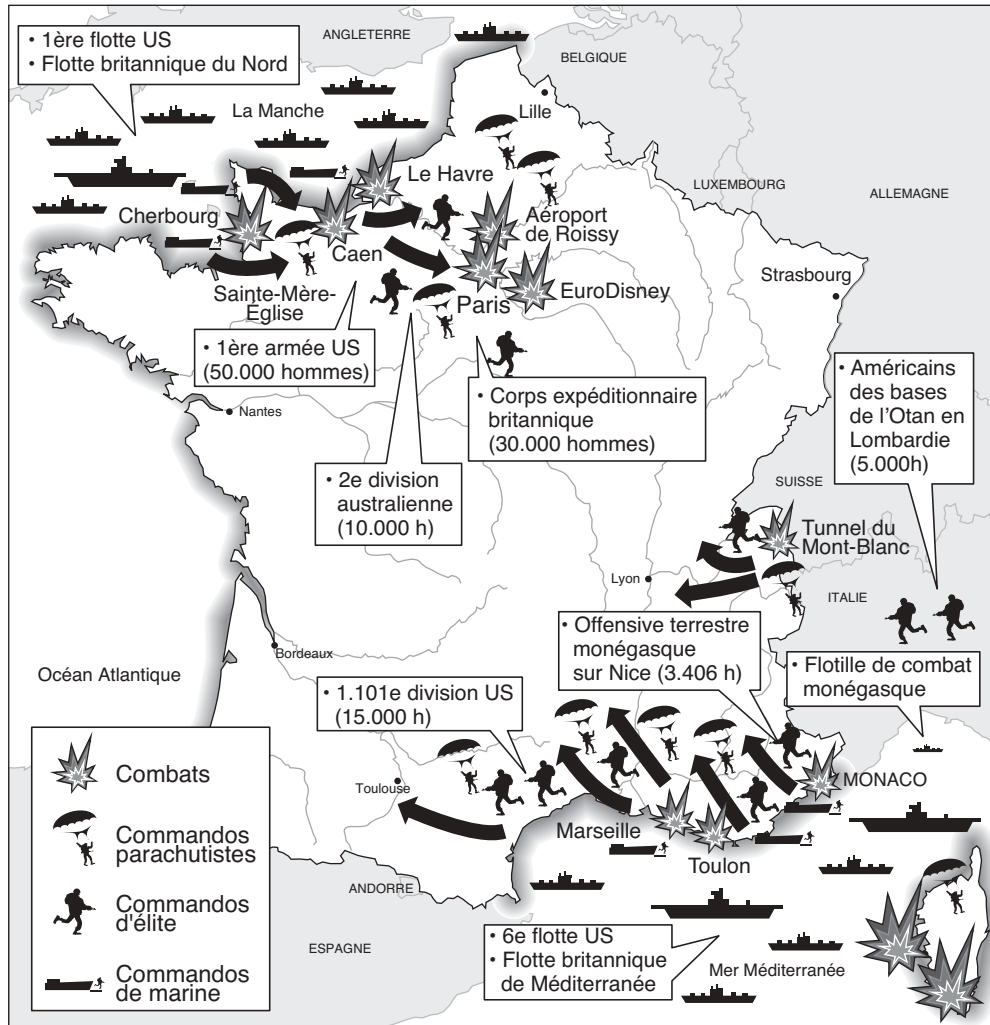 ANGLETERRE
• 1ère flotte US
• Flotte britannique du Nord
BELGIQUE
La Manche
Lille
Le Havre
LUXEMBOURG
ALLEMAGNE
Cherbourg
Aéroport
de Roissy
Caen
Strasbourg
Sainte-Mère-
Église
Paris
EuroDisney
• 1ère armée US
(50.000 hommes)
• Américains
des bases
de l'Otan en
Lombardie
(5.000h)
• Corps expéditionnaire
britannique
(30.000 hommes)
Nantes
• 2e division
australienne
(10.000 h)
SUISSE
Tunnel du
Mont-Blanc
Lyon
ITALIE
• Offensive terrestre
monégasque
sur Nice (3.406 h)
Bordeaux
Océan Atlantique
• Flotille de combat
monégasque
• 1.101e division US
(15.000 h)
Combats
Toulouse
MONACO
Marseille
Commandos
parachutistes
Toulon
ANDORRE
Commandos
d'élite
ESPAGNE
• 6e flotte US
• Flotte britannique
de Méditerranée
Mer Méditerranée
Commandos
de marine